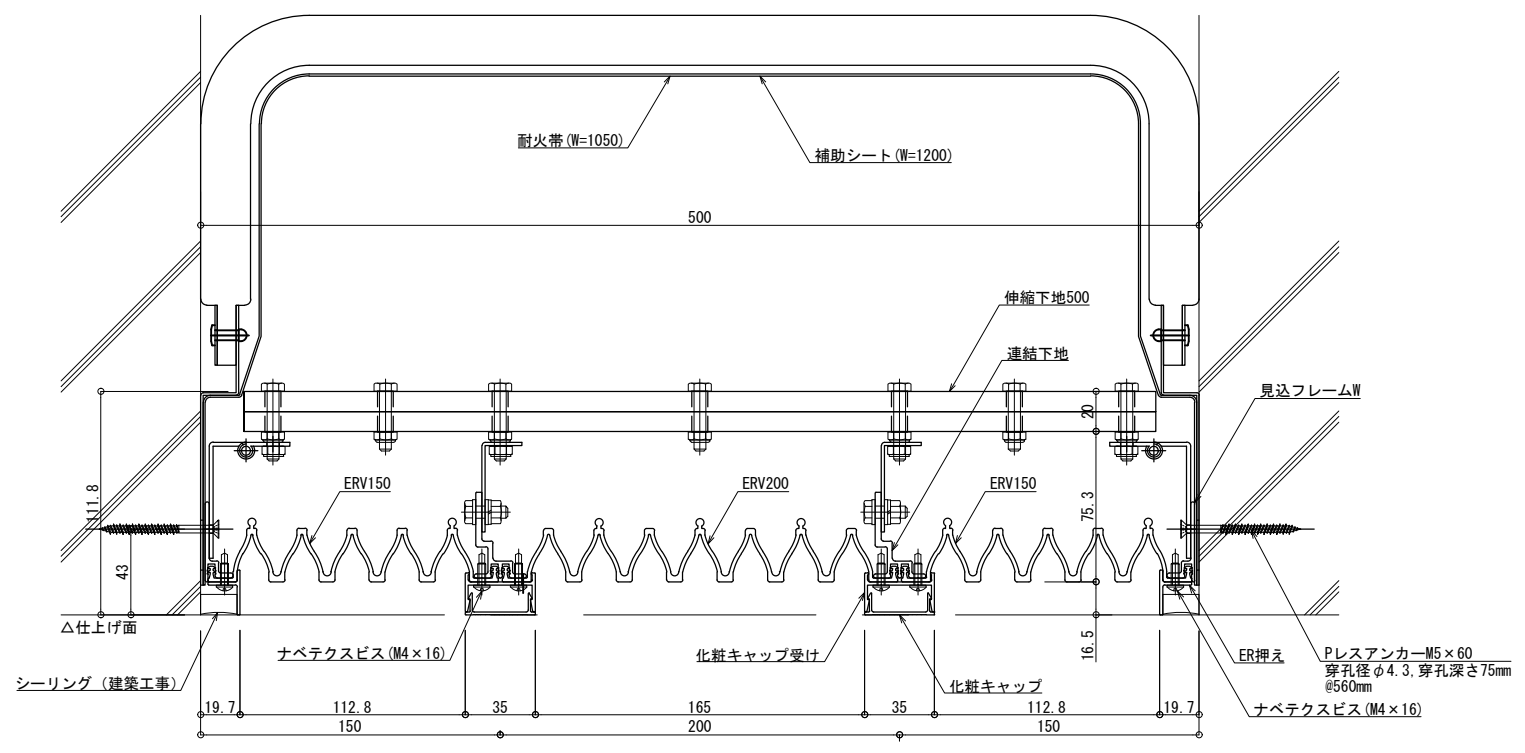 耐火帯(W=1050)
補助シート(W=1200)
500
伸縮下地500
連結下地
見込フレームW
20
111.8
ERV150
ERV200
ERV150
75.3
43
△仕上げ面
16.5
ナベテクスビス(M4×16)
化粧キャップ受け
ER押え
Pレスアンカー M5×60
穿孔径φ4.3,穿孔深さ75mm
@560mm
シーリング（建築工事）
化粧キャップ
ナベテクスビス(M4×16)
19.7
112.8
35
165
35
112.8
19.7
150
200
150